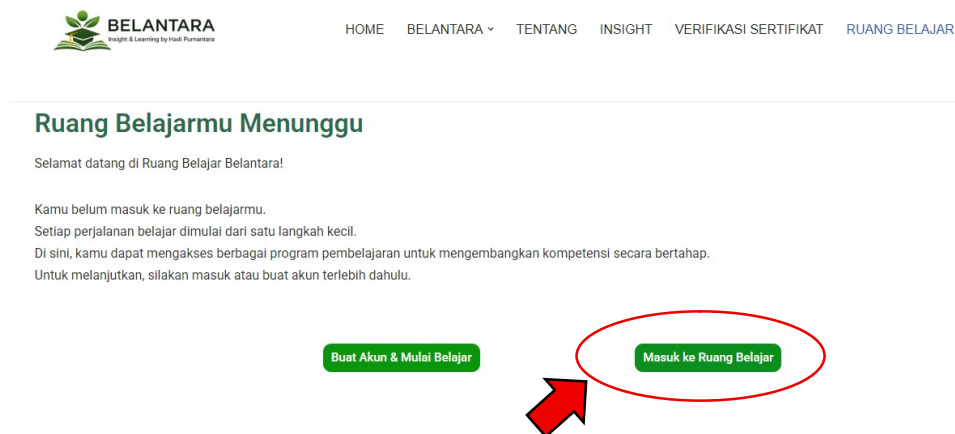 BELANTARA
Insight & Learning by Hadi Purnantara
HOME BELANTARA TENTANG INSIGHT VERIFIKASI SERTIFIKAT RUANG BELAJAR
Ruang Belajarmu Menunggu
Selamat datang di Ruang Belajar Belantara!
Kamu belum masuk ke ruang belajarmu.
Setiap perjalanan belajar dimulai dari satu langkah kecil.
Di sini, kamu dapat mengakses berbagai program pembelajaran untuk mengembangkan kompetensi secara bertahap.
Untuk melanjutkan, silakan masuk atau buat akun terlebih dahulu.
Buat Akun & Mulai Belajar Masuk ke Ruang Belajar